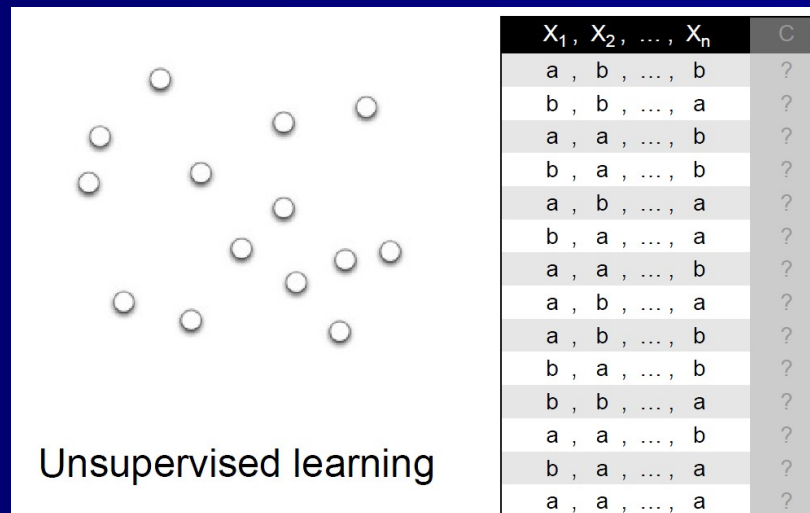 X1, X2, ..., Xn C
a , b , ..., b ?
b , b , ..., a ?
a , a , ..., b ?
b , a , ..., b ?
a , b , ..., a ?
b , a , ..., a ?
a , a , ..., b ?
a , b , ..., a ?
a , b , ..., b ?
b , a , ..., b ?
b , b , ..., a ?
a , a , ..., b ?
b , a , ..., a ?
a , a , ..., a ?
Unsupervised learning